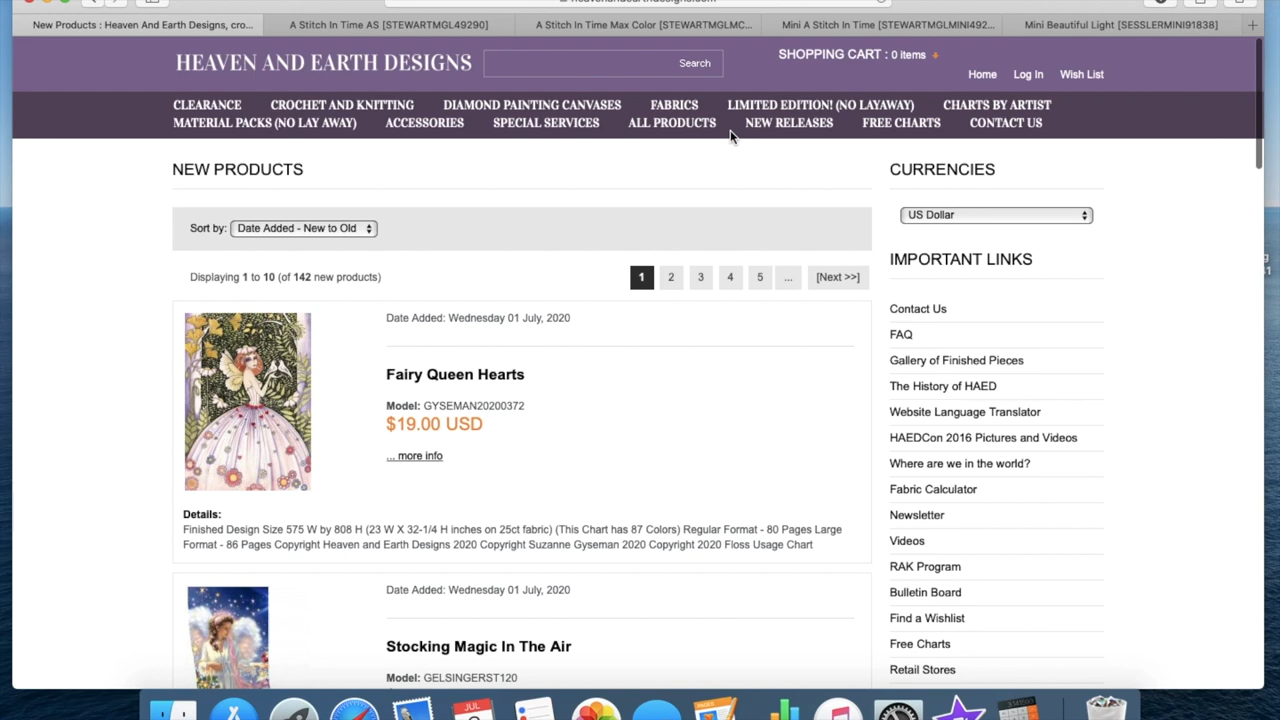 heavenandearthdesigns.com
New Products : Heaven And Earth Designs, cro...
A Stitch In Time AS [STEWARTMGL49290]
A Stitch In Time Max Color [STEWARTMGLMC...
Mini A Stitch In Time [STEWARTMGLMINI492...
Mini Beautiful Light [SESSLERMINI91838]
HEAVEN AND EARTH DESIGNS
Search
SHOPPING CART : 0 items
Home Log In Wish List
CLEARANCE CROCHET AND KNITTING DIAMOND PAINTING CANVASES FABRICS LIMITED EDITION! (NO LAYAWAY) CHARTS BY ARTIST
MATERIAL PACKS (NO LAY AWAY) ACCESSORIES SPECIAL SERVICES ALL PRODUCTS NEW RELEASES FREE CHARTS CONTACT US
NEW PRODUCTS
Sort by: Date Added - New to Old
Displaying 1 to 10 (of 142 new products)
1 2 3 4 5 ... [Next >>]
Date Added: Wednesday 01 July, 2020
Fairy Queen Hearts
Model: GYSEMAN20200372
$19.00 USD
... more info
Details:
Finished Design Size 575 W by 808 H (23 W X 32-1/4 H inches on 25ct fabric) (This Chart has 87 Colors) Regular Format - 80 Pages Large
Format - 86 Pages Copyright Heaven and Earth Designs 2020 Copyright Suzanne Gyseman 2020 Copyright 2020 Floss Usage Chart
Date Added: Wednesday 01 July, 2020
Stocking Magic In The Air
Model: GELSINGERST120
CURRENCIES
US Dollar
IMPORTANT LINKS
Contact Us
FAQ
Gallery of Finished Pieces
The History of HAED
Website Language Translator
HAEDCon 2016 Pictures and Videos
Where are we in the world?
Fabric Calculator
Newsletter
Videos
RAK Program
Bulletin Board
Find a Wishlist
Free Charts
Retail Stores
JUL